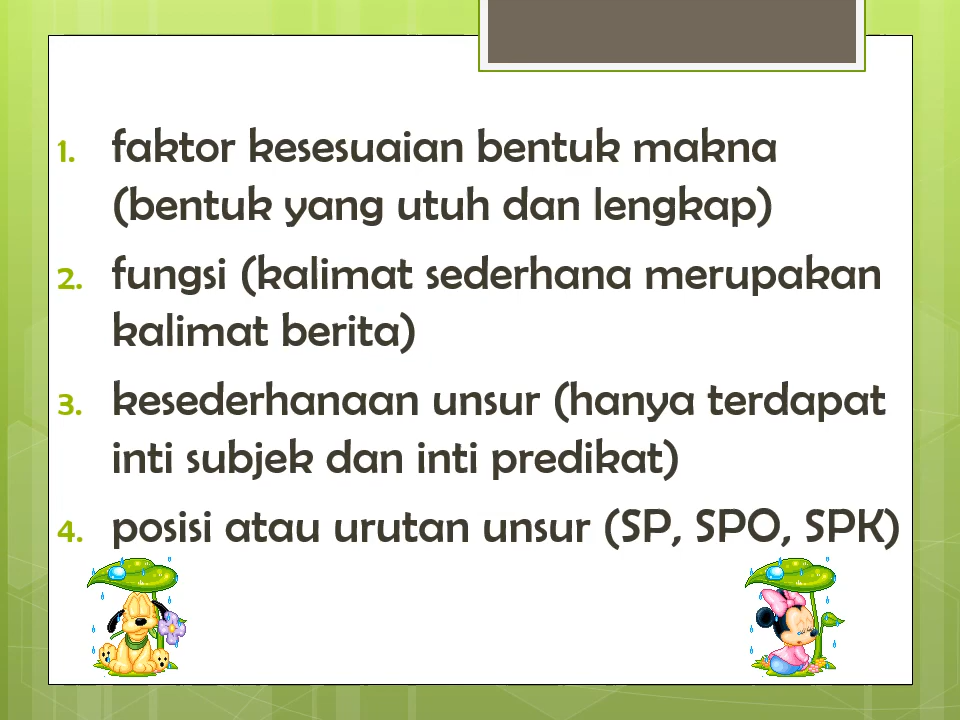 1. faktor kesesuaian bentuk makna
(bentuk yang utuh dan lengkap)
2. fungsi (kalimat sederhana merupakan
kalimat berita)
3. kesederhanaan unsur (hanya terdapat
inti subjek dan inti predikat)
4. posisi atau urutan unsur (SP, SPO, SPK)